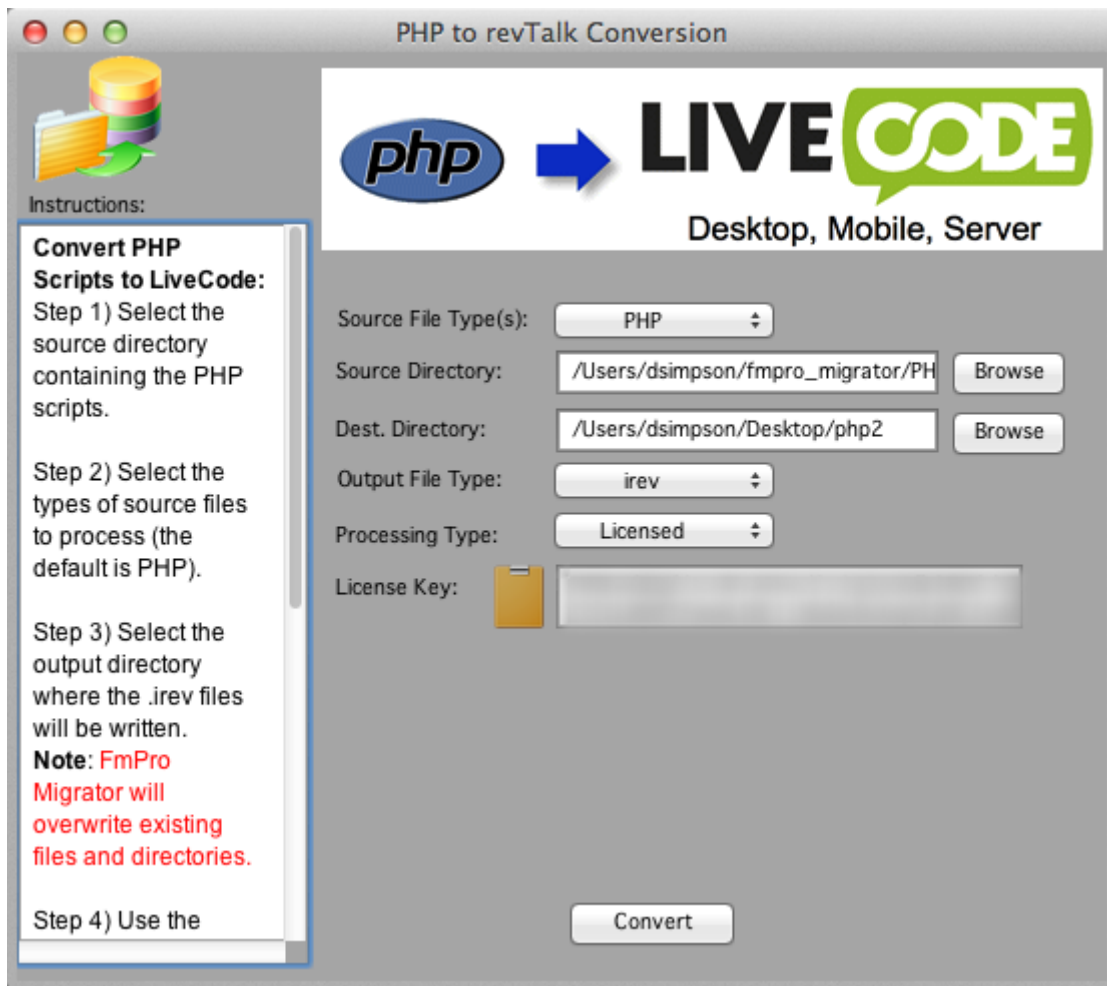 PHP to revTalk Conversion
php
LIVECODE
Desktop, Mobile, Server
Instructions:
Convert PHP
Scripts to LiveCode:
Step 1) Select the
source directory
containing the PHP
scripts.
Step 2) Select the
types of source files
to process (the
default is PHP).
Step 3) Select the
output directory
where the .irev files
will be written.
Note: FmPro
Migrator will
overwrite existing
files and directories.
Step 4) Use the
Source File Type(s): PHP
Source Directory: /Users/dsimpson/fmpro_migrator/PH Browse
Dest. Directory: /Users/dsimpson/Desktop/php2 Browse
Output File Type: irev
Processing Type: Licensed
License Key:
Convert